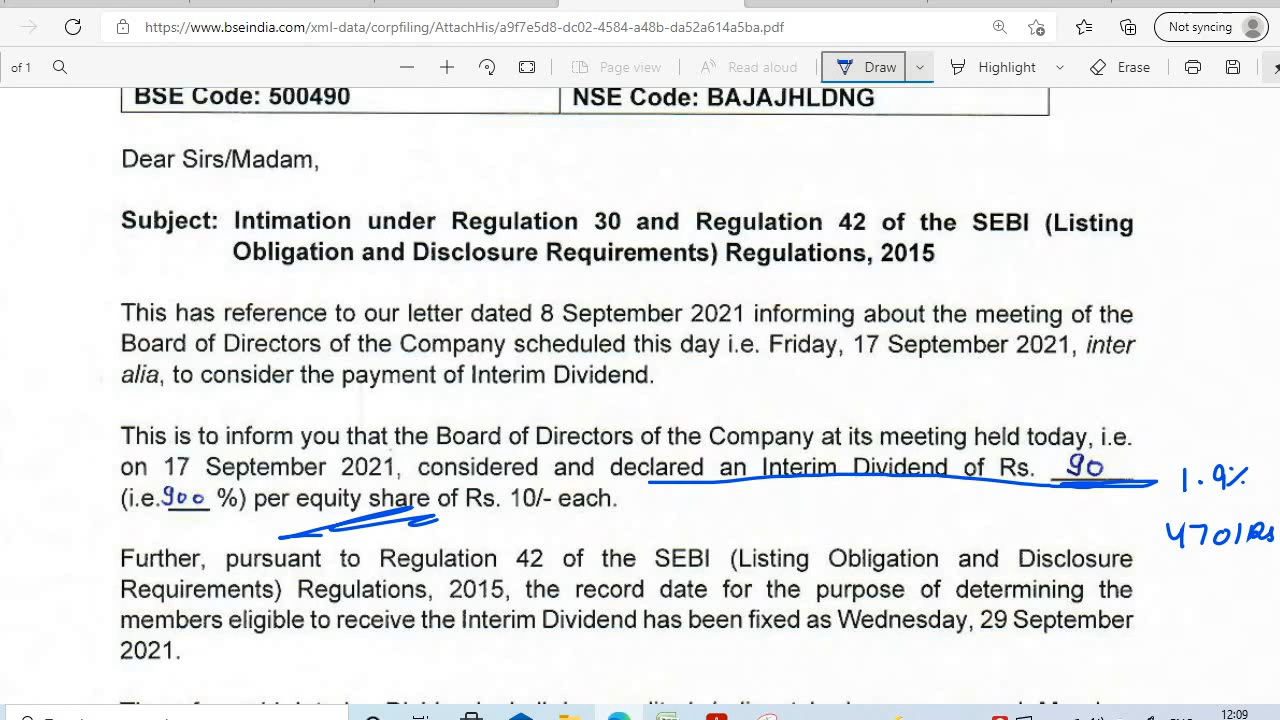 https://www.bseindia.com/xml-data/corpfiling/AttachHis/a9f7e5d8-dc02-4584-a48b-da52a614a5ba.pdf
Not syncing
of 1
Page view
Read aloud
Draw
Highlight
Erase
BSE Code: 500490 NSE Code: BAJAJHLDNG
Dear Sirs/Madam,
Subject: Intimation under Regulation 30 and Regulation 42 of the SEBI (Listing
Obligation and Disclosure Requirements) Regulations, 2015
This has reference to our letter dated 8 September 2021 informing about the meeting of the
Board of Directors of the Company scheduled this day i.e. Friday, 17 September 2021, inter
alia, to consider the payment of Interim Dividend.
This is to inform you that the Board of Directors of the Company at its meeting held today, i.e.
on 17 September 2021, considered and declared an Interim Dividend of Rs. 90
(i.e. 900 %) per equity share of Rs. 10/- each.
1.9%
4701Rs
Further, pursuant to Regulation 42 of the SEBI (Listing Obligation and Disclosure
Requirements) Regulations, 2015, the record date for the purpose of determining the
members eligible to receive the Interim Dividend has been fixed as Wednesday, 29 September
2021.
12:09